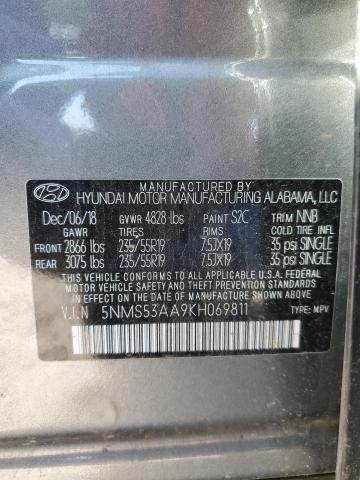 MFD. BY
HYUNDAI MOTOR MANUFACTURING ALABAMA, LLC
Dec/06/18 GVWR 4828 lbs PAINT S2C TRIM NNB
GAWR TIRES RIMS COLD TIRE INFL
FRONT 2866 lbs 235/55R19 7.5JX19 35 psi SINGLE
REAR 3075 lbs 235/55R19 7.5JX19 35 psi SINGLE
THIS VEHICLE CONFORMS TO ALL APPLICABLE U.S.A. FEDERAL
MOTOR VEHICLE SAFETY AND THEFT PREVENTION STANDARDS
IN EFFECT ON THE DATE OF MANUFACTURE SHOWN ABOVE.
V.I.N 5NMS53AA9KH069811 TYPE: MPV